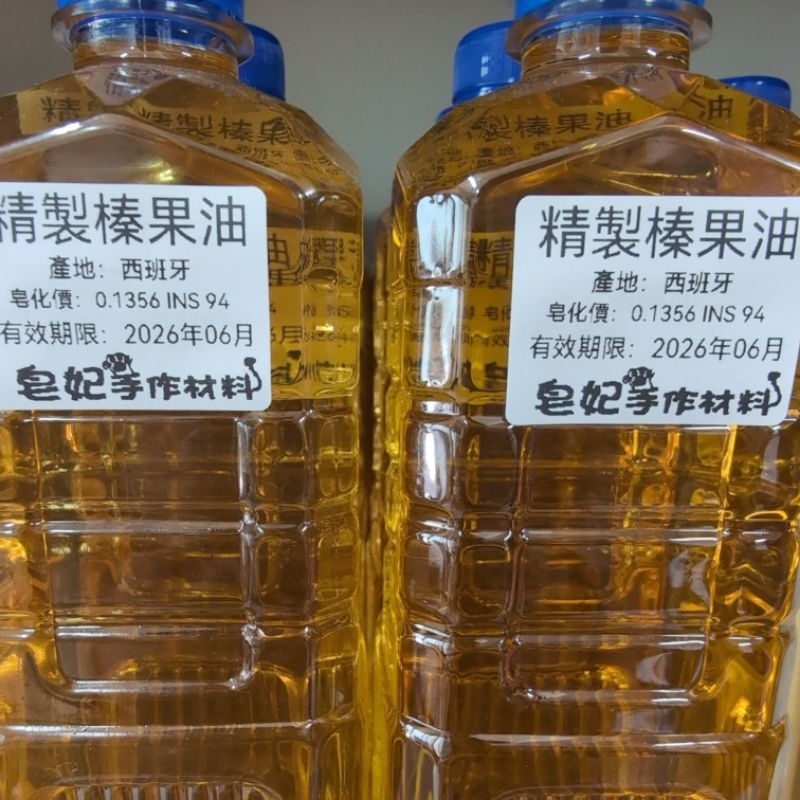 精製榛果油
產地：西班牙
皂化價：0.1356 INS 94
有效期限：2026年06月
皂妃手作材料
精製榛果油
產地：西班牙
皂化價：0.1356 INS 94
有效期限：2026年06月
皂妃手作材料